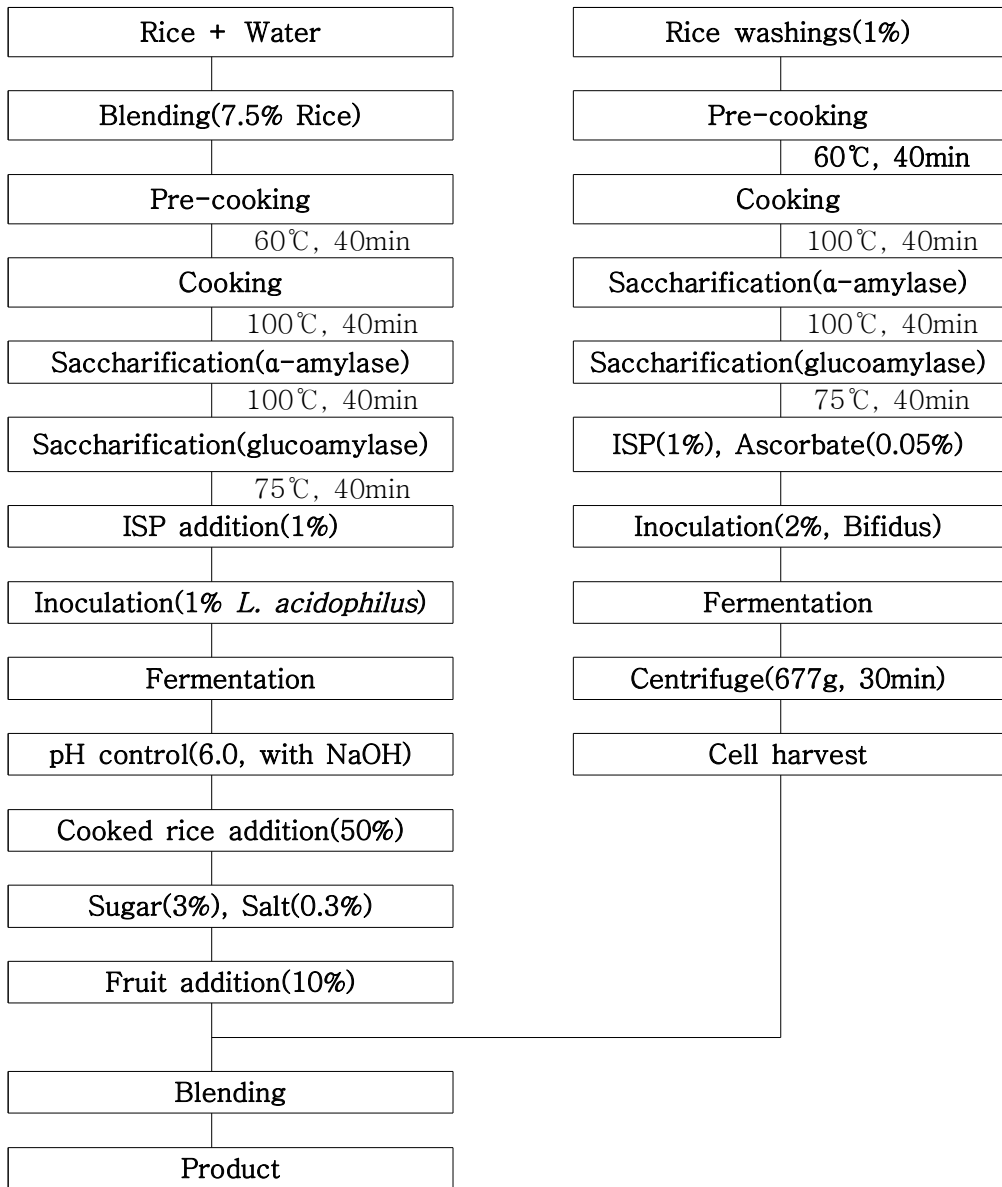 Rice + Water
Blending(7.5% Rice)
Pre-cooking
60℃, 40min
Cooking
100℃, 40min
Saccharification(α-amylase)
100℃, 40min
Saccharification(glucoamylase)
75℃, 40min
ISP addition(1%)
Inoculation(1% L. acidophilus)
Fermentation
pH control(6.0, with NaOH)
Cooked rice addition(50%)
Sugar(3%), Salt(0.3%)
Fruit addition(10%)
Rice washings(1%)
Pre-cooking
60℃, 40min
Cooking
100℃, 40min
Saccharification(α-amylase)
100℃, 40min
Saccharification(glucoamylase)
75℃, 40min
ISP(1%), Ascorbate(0.05%)
Inoculation(2%, Bifidus)
Fermentation
Centrifuge(677g, 30min)
Cell harvest
Blending
Product